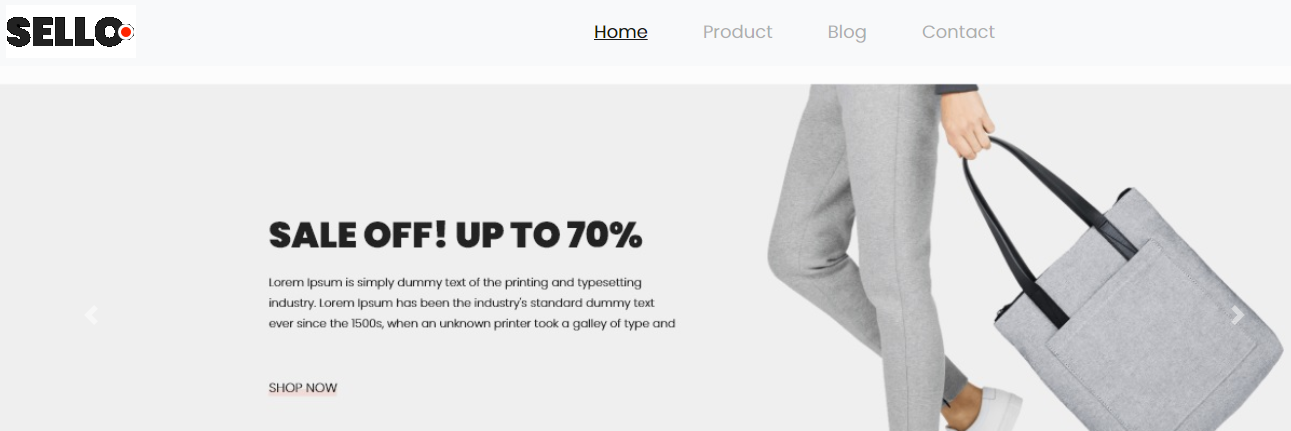 SELLO
Home Product Blog Contact
SALE OFF! UP TO 70%
Lorem Ipsum is simply dummy text of the printing and typesetting
industry. Lorem Ipsum has been the industry's standard dummy text
ever since the 1500s, when an unknown printer took a galley of type and
SHOP NOW